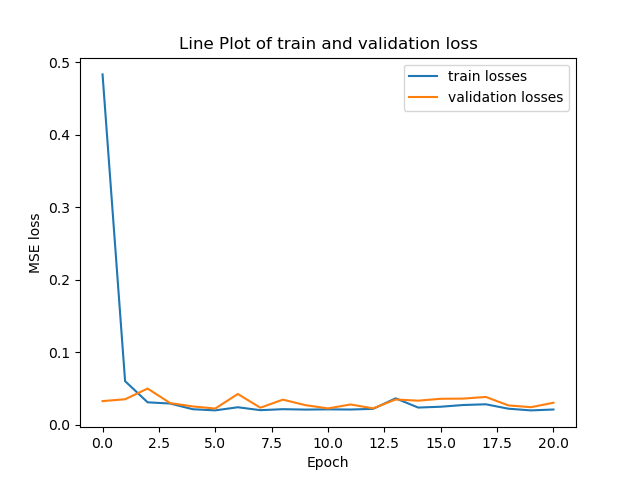 Line Plot of train and validation loss
train losses
validation losses
MSE loss
0.5
0.4
0.3
0.2
0.1
0.0
0.0 2.5 5.0 7.5 10.0 12.5 15.0 17.5 20.0
Epoch